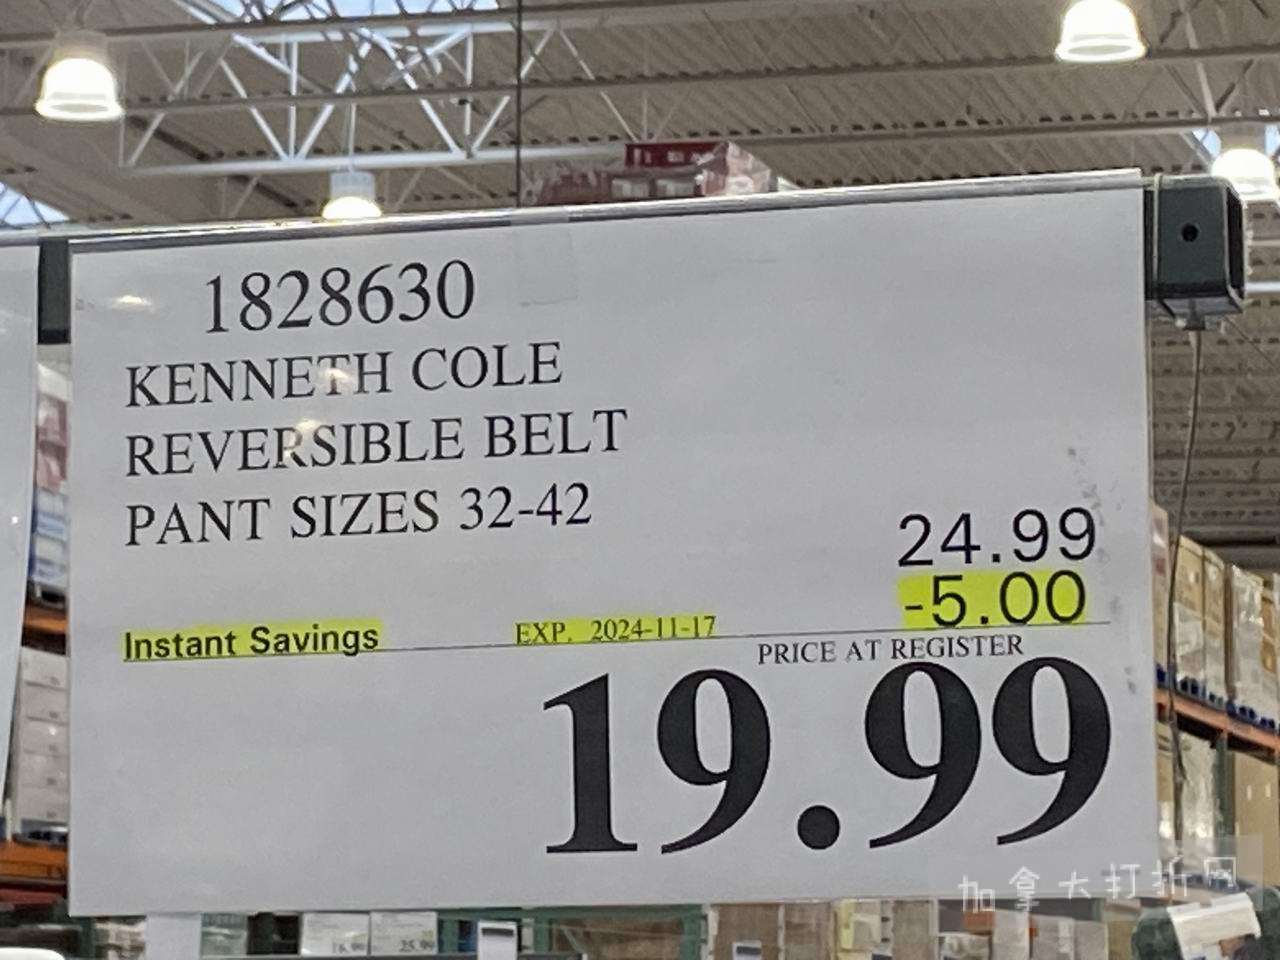 1828630
KENNETH COLE
REVERSIBLE BELT
PANT SIZES 32-42
24.99
-5.00
Instant Savings EXP. 2024-11-17
PRICE AT REGISTER
19.99
加拿大打折网